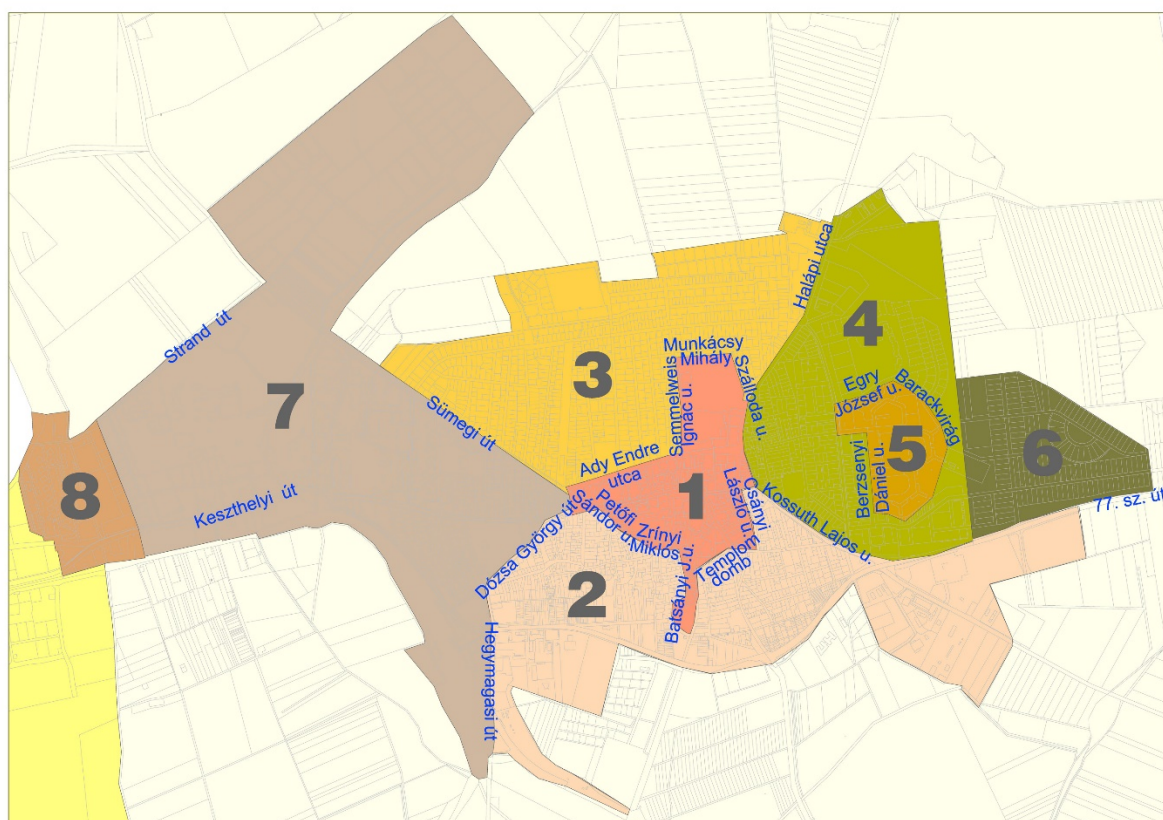 Halápi utca
4
Munkácsy
Mihály
Strand út
3
Semmelweis
Ignác u.
Szálloda u.
Egry
József u.
Barackvirág
7
Sümegi út
5
6
Berzsenyi
Dániel u.
Ady Endre
utca
8
Keszthelyi út
1
Csányi
László u.
77. sz. út
Petőfi
Sándor u.
Zrínyi
Miklós
Kossuth Lajos u.
Dózsa György út
Templom
domb
2
Batsányi J.u.
Hegymagasi út